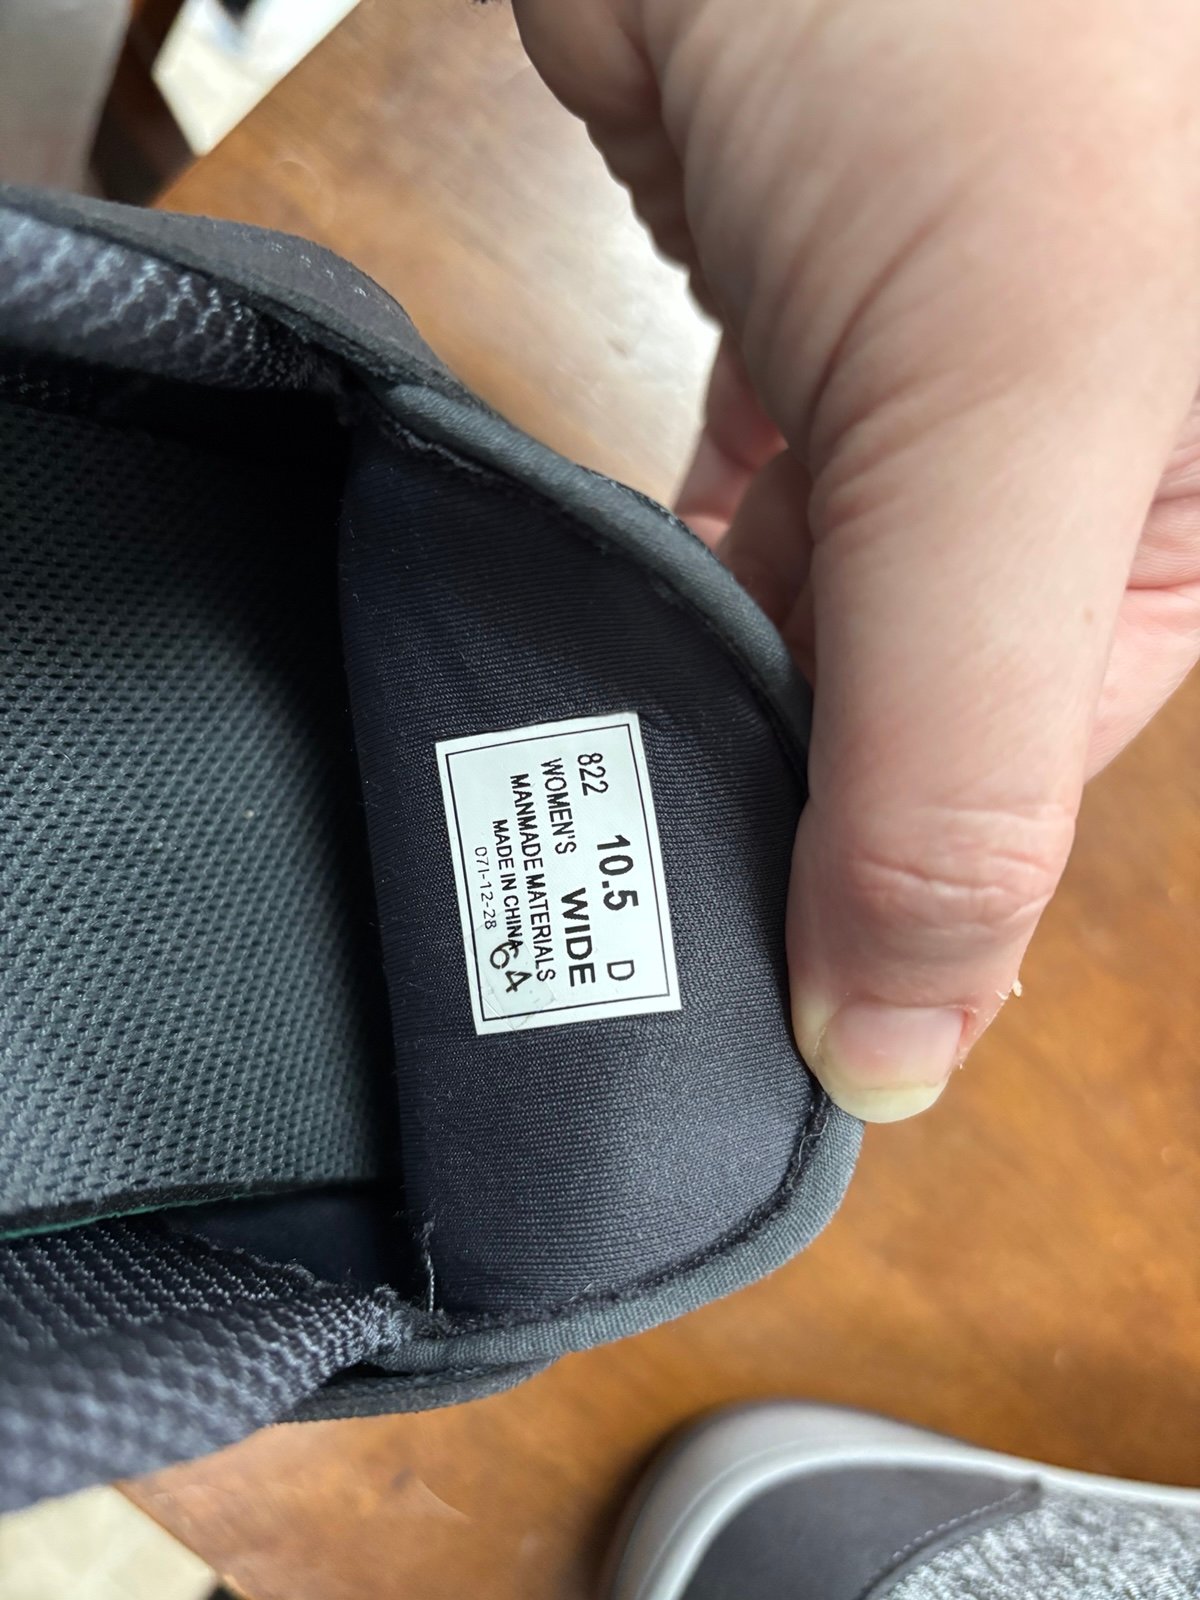 822 10.5 D
WOMEN'S WIDE
MANMADE MATERIALS
MADE IN CHINA
071-12-28
64